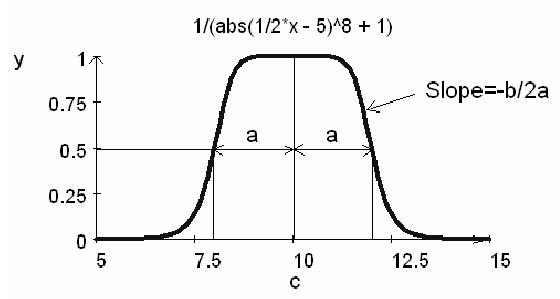 1/(abs(1/2*x - 5)^8 + 1)
y
1
0.75
Slope=-b/2a
a a
0.5
0.25
0
5 7.5 10 12.5 15
c